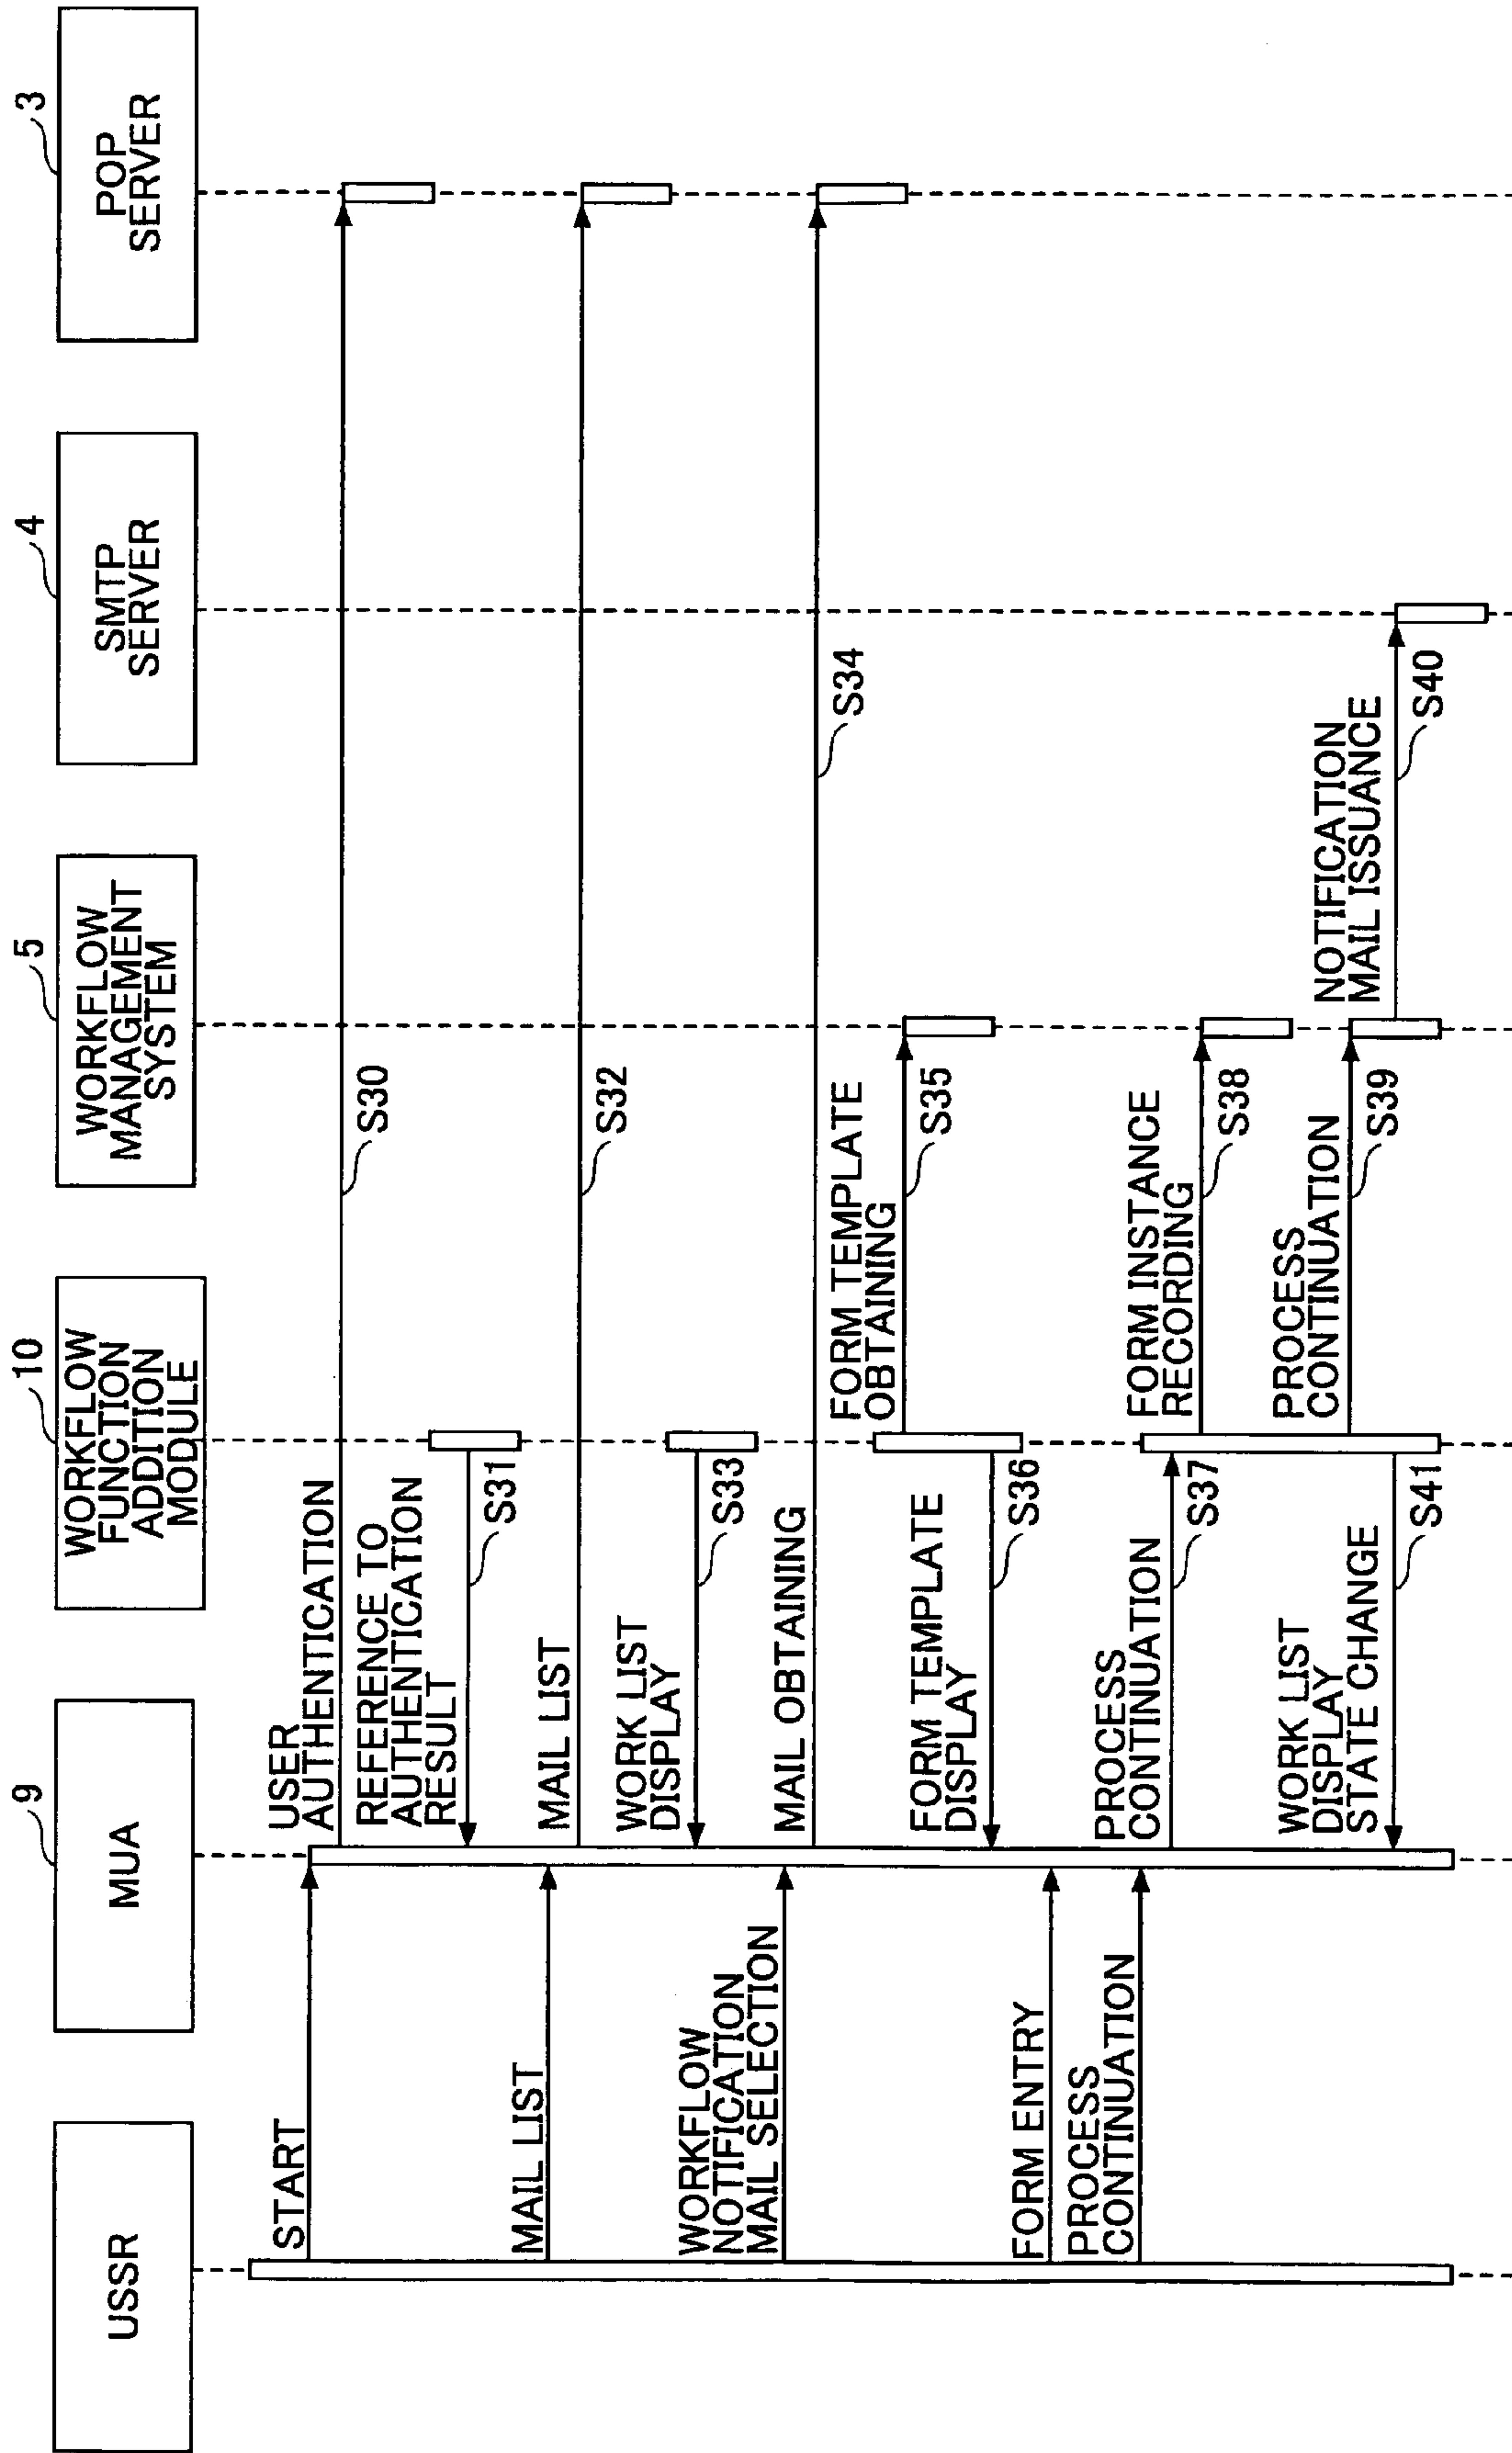 USSR
MUA
9
WORKFLOW
FUNCTION
ADDITION
MODULE
10
WORKFLOW
MANAGEMENT
SYSTEM
5
SMTP
SERVER
4
POP
SERVER
3
START
USER
AUTHENTICATION
S30
REFERENCE TO
AUTHENTICATION
RESULT
S31
MAIL LIST
MAIL LIST
S32
WORK LIST
DISPLAY
S33
WORKFLOW
NOTIFICATION
MAIL SELECTION
MAIL OBTAINING
S34
FORM TEMPLATE
OBTAINING
S35
FORM TEMPLATE
DISPLAY
S36
FORM ENTRY
PROCESS
CONTINUATION
PROCESS
CONTINUATION
S37
FORM INSTANCE
RECORDING
S38
PROCESS
CONTINUATION
S39
NOTIFICATION
MAIL ISSUANCE
S40
WORK LIST
DISPLAY
STATE CHANGE
S41